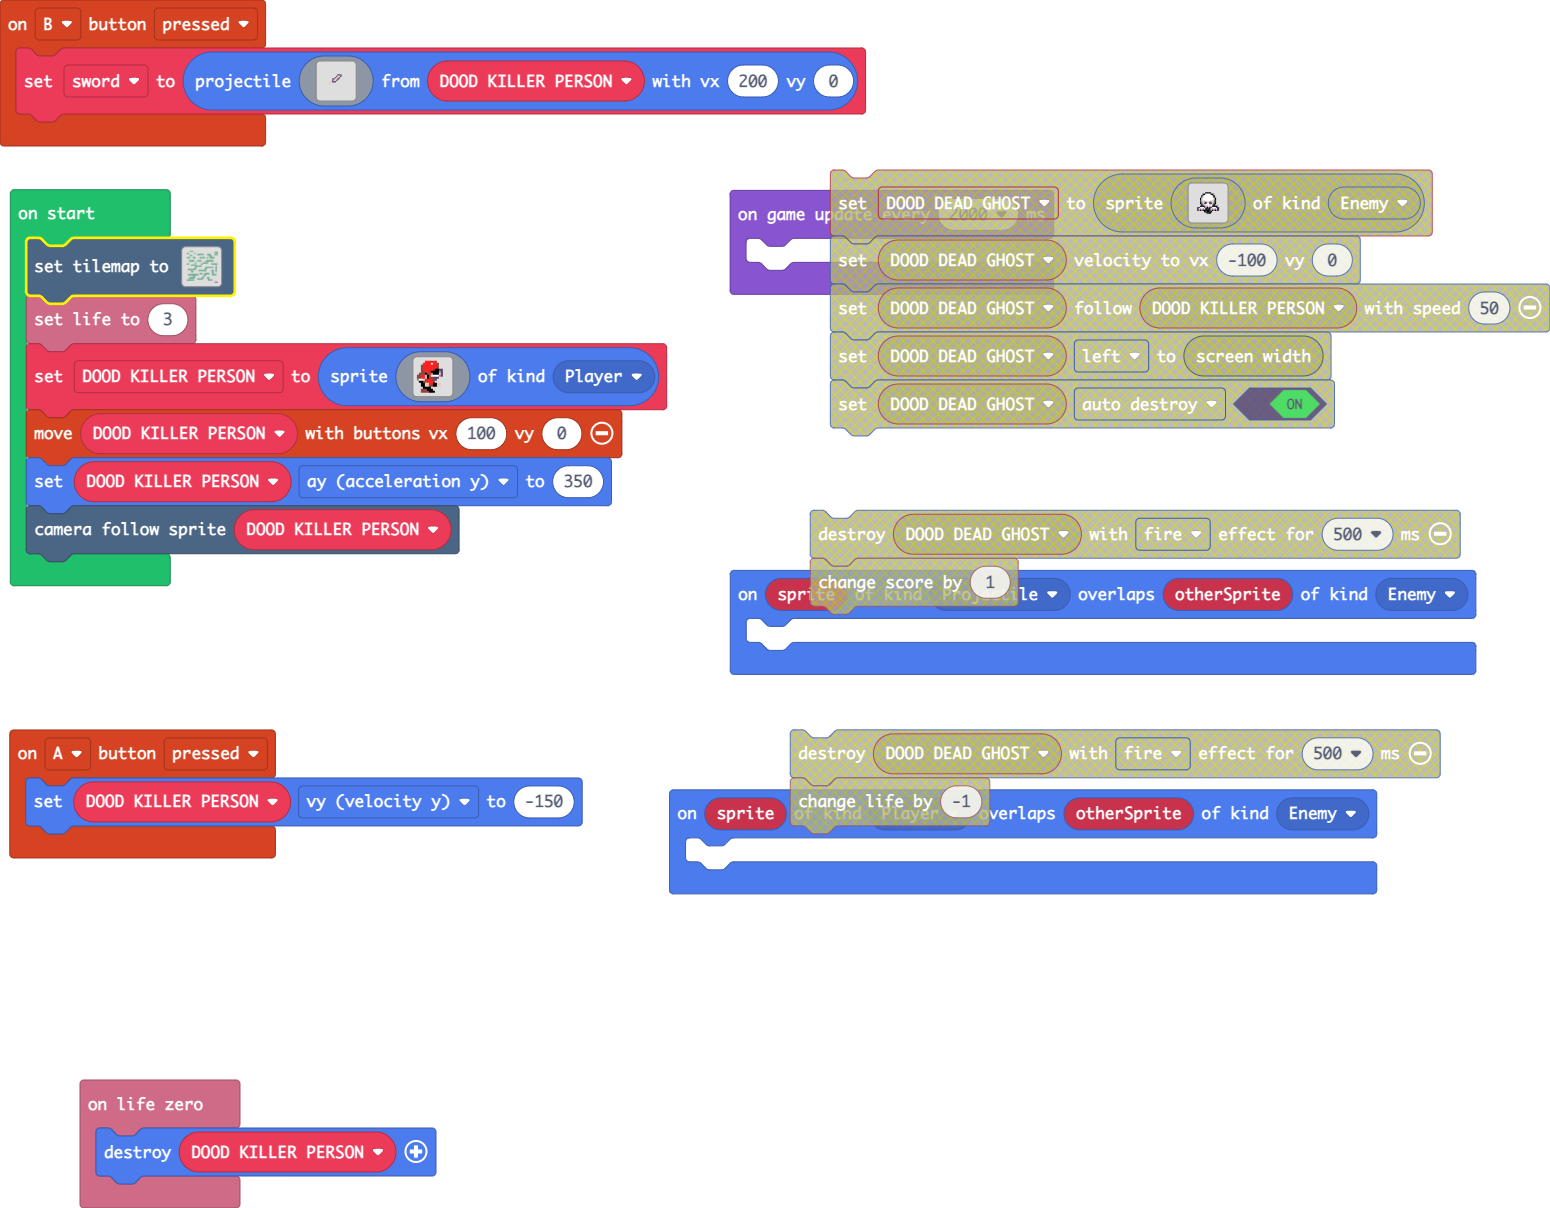 on B button pressed
set sword to projectile from DOOD KILLER PERSON with vx 200 vy 0
on start
set tilemap to
set life to 3
set DOOD KILLER PERSON to sprite of kind Player
move DOOD KILLER PERSON with buttons vx 100 vy 0
set DOOD KILLER PERSON ay (acceleration y) to 350
camera follow sprite DOOD KILLER PERSON
on game update every 2000 ms
set DOOD DEAD GHOST to sprite of kind Enemy
set DOOD DEAD GHOST velocity to vx -100 vy 0
set DOOD DEAD GHOST follow DOOD KILLER PERSON with speed 50
set DOOD DEAD GHOST left to screen width
set DOOD DEAD GHOST auto destroy ON
destroy DOOD DEAD GHOST with fire effect for 500 ms
change score by 1
on sprite of kind Projectile overlaps otherSprite of kind Enemy
on A button pressed
set DOOD KILLER PERSON vy (velocity y) to -150
destroy DOOD DEAD GHOST with fire effect for 500 ms
change life by -1
on sprite of kind Player overlaps otherSprite of kind Enemy
on life zero
destroy DOOD KILLER PERSON